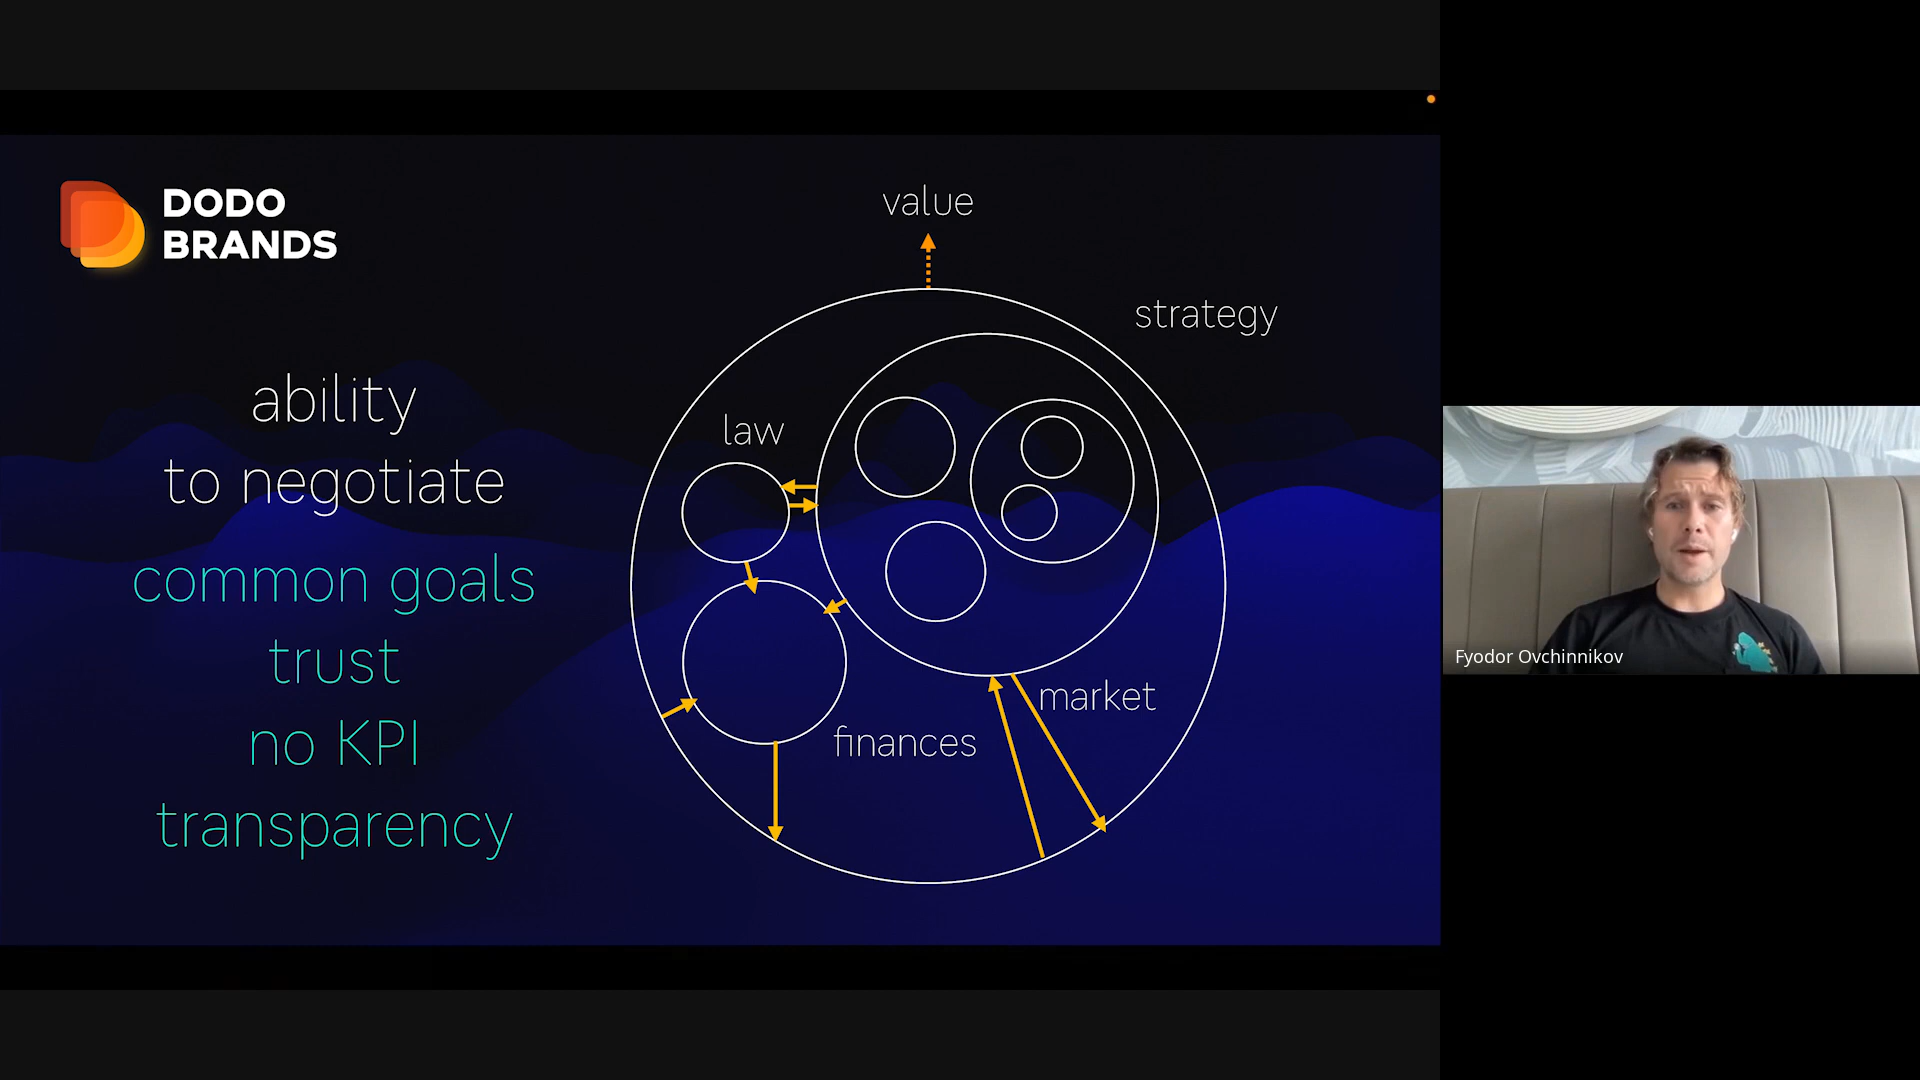 DODO
BRANDS
ability
to negotiate
common goals
trust
no KPI
transparency
value
strategy
law
market
finances
Fyodor Ovchinnikov